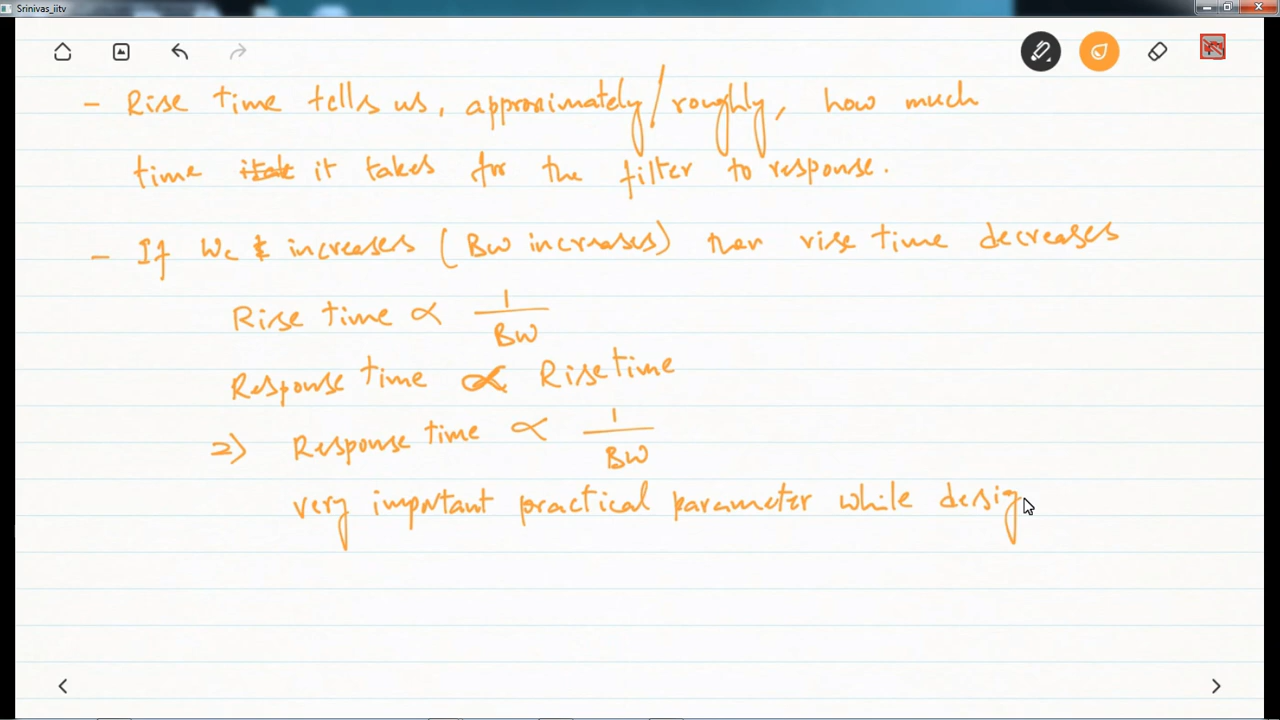 Srinivas_iitv
- Rise time tells us, approximately/roughly, how much
time it takes for the filter to response.
- If Wc increases (BW increases) then rise time decreases
Rise time ∝ 1/BW
Response time ∝ Rise time
=> Response time ∝ 1/BW
very important practical parameter while desig